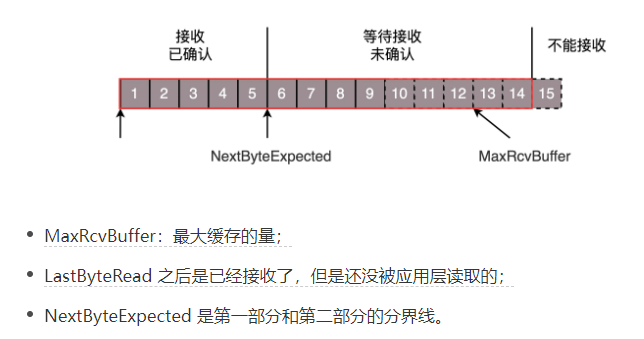 接收
已确认
等待接收
未确认
不能接收
1 2 3 4 5 6 7 8 9 10 11 12 13 14 15
NextByteExpected
MaxRcvBuffer
MaxRcvBuffer：最大缓存的量；
LastByteRead 之后是已经接收了，但是还没被应用层读取的；
NextByteExpected 是第一部分和第二部分的分界线。